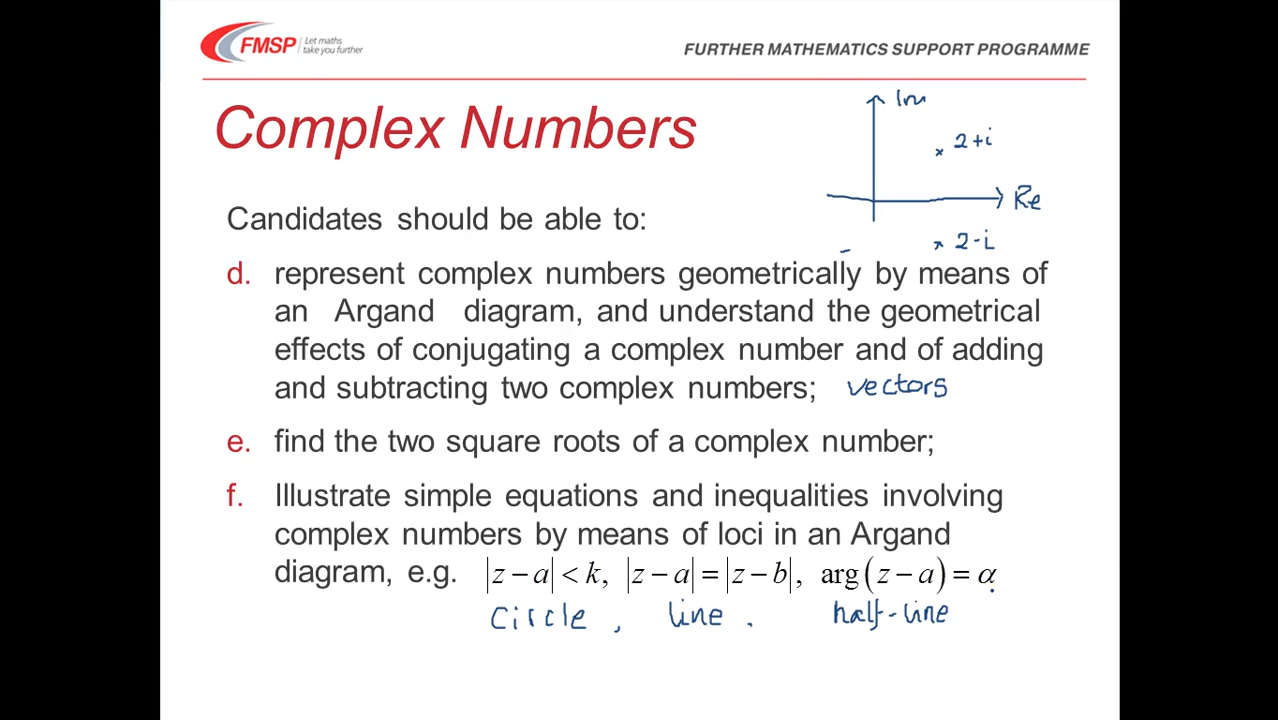 FMSP Let maths
take you further
FURTHER MATHEMATICS SUPPORT PROGRAMME
Complex Numbers
Im
2+i
Re
2-i
Candidates should be able to:
d. represent complex numbers geometrically by means of
an Argand diagram, and understand the geometrical
effects of conjugating a complex number and of adding
and subtracting two complex numbers; vectors
e. find the two square roots of a complex number;
f. Illustrate simple equations and inequalities involving
complex numbers by means of loci in an Argand
diagram, e.g. |z − a| < k, |z − a| = |z − b|, arg(z − a) = α
Circle, line. half-line